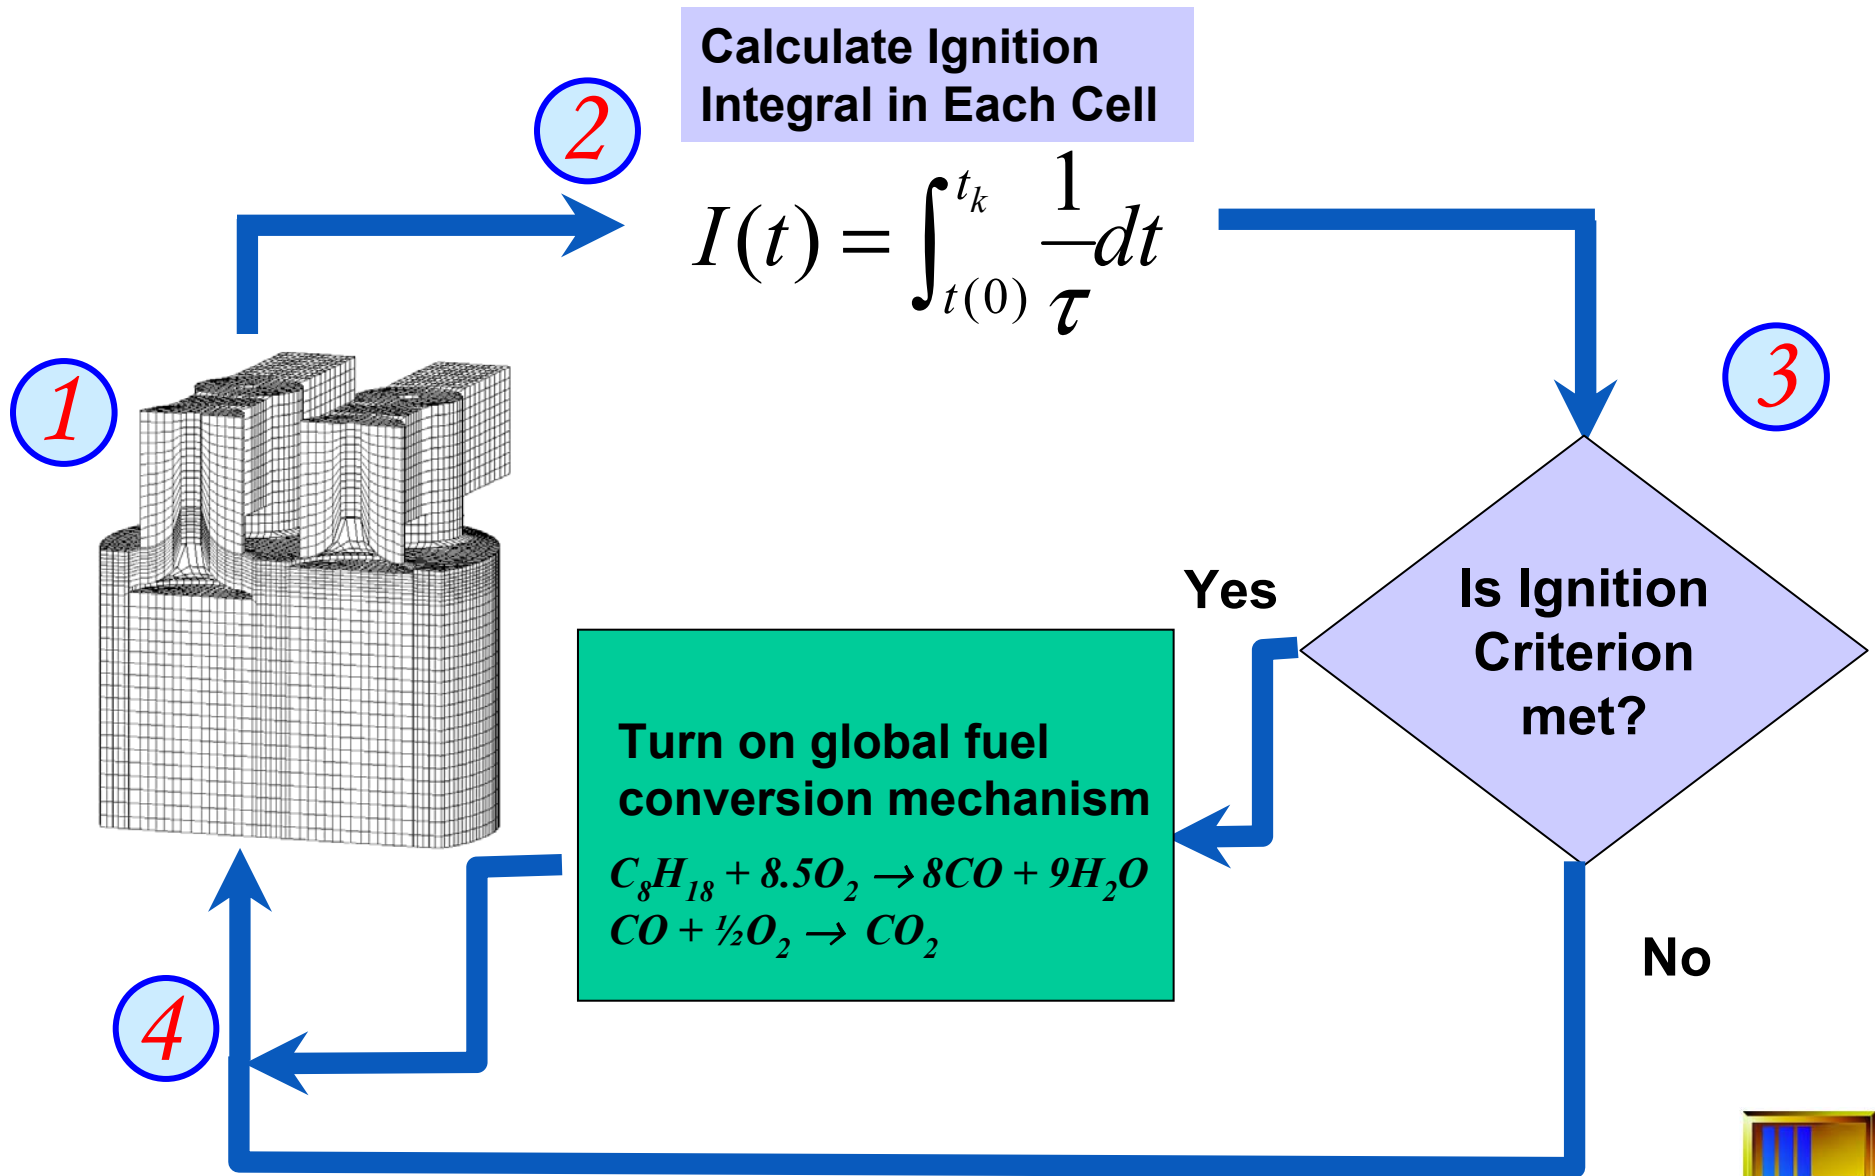 Calculate Ignition
Integral in Each Cell
2
I(t) = ∫_{t(0)}^{t_k} 1/τ dt
1
3
Is Ignition
Criterion
met?
Yes
Turn on global fuel
conversion mechanism
C₈H₁₈ + 8.5O₂ → 8CO + 9H₂O
CO + ½O₂ → CO₂
No
4